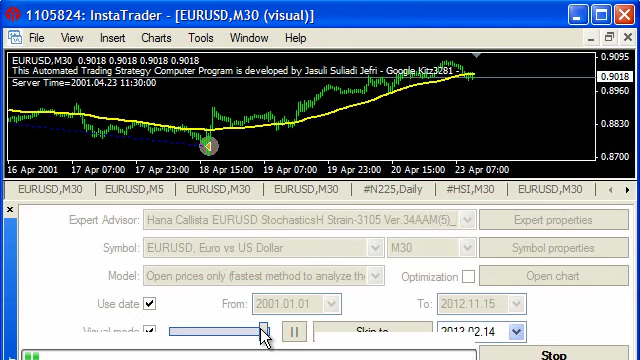 1105824: InstaTrader - [EURUSD,M30 (visual)]
File View Insert Charts Tools Window Help
EURUSD,M30 0.9018 0.9018 0.9018 0.9018
This Automated Trading Strategy Computer Program is developed by Jasuli Suliadi Jefri - Google Kirz3281 -
Server Time=2001.04.23 11:30:00
0.9095
0.9018
0.8960
0.8830
0.8700
16 Apr 2001 17 Apr 07:00 17 Apr 23:00 18 Apr 15:00 19 Apr 07:00 19 Apr 23:00 20 Apr 15:00 23 Apr 07:00
EURUSD,M30 EURUSD,M5 EURUSD,M30 EURUSD,M30 #N225,Daily #HSI,M30 EURUSD,M30
Expert Advisor: Hana Callista EURUSD StochasticsH Strain-3105 Ver.34AAM(5)_ Expert properties
Symbol: EURUSD, Euro vs US Dollar M30 Symbol properties
Model: Open prices only (fastest method to analyze the Optimization Open chart
Use date From: 2001.01.01 To: 2012.11.15
Visual mode Skip to 2013.02.14
Stop